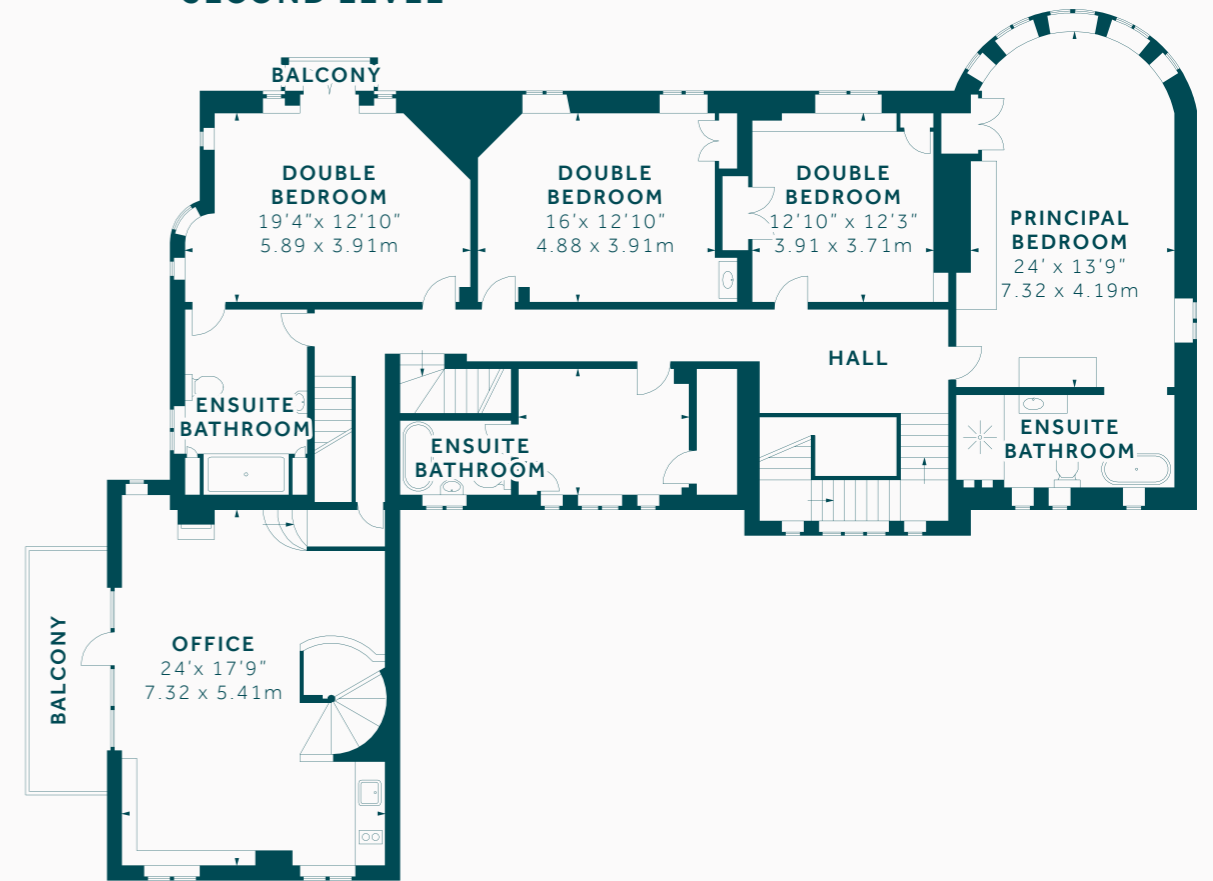 SECOND LEVEL
BALCONY
DOUBLE
BEDROOM
19'4"x 12'10"
5.89 x 3.91m
DOUBLE
BEDROOM
16'x 12'10"
4.88 x 3.91m
DOUBLE
BEDROOM
12'10" x 12'3"
3.91 x 3.71m
PRINCIPAL
BEDROOM
24' x 13'9"
7.32 x 4.19m
HALL
ENSUITE
BATHROOM
ENSUITE
BATHROOM
ENSUITE
BATHROOM
BALCONY
OFFICE
24'x 17'9"
7.32 x 5.41m